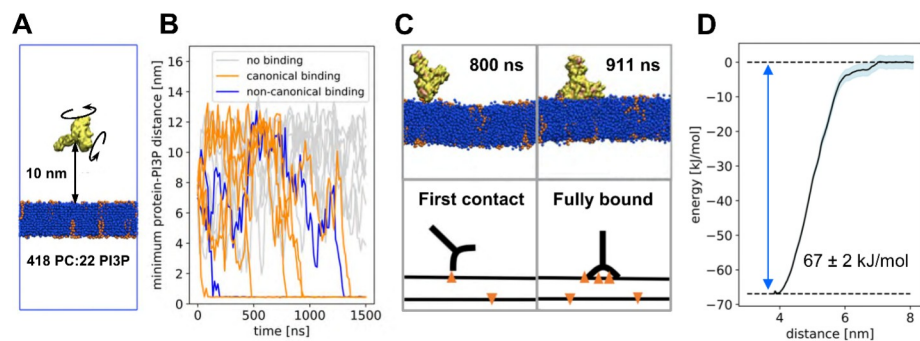 A
10 nm
418 PC:22 PI3P
B
minimum protein-PI3P distance [nm]
16
14
12
10
8
6
4
2
0
no binding
canonical binding
non-canonical binding
0
500
1000
1500
time [ns]
C
800 ns
911 ns
First contact
Fully bound
D
energy [kJ/mol]
0
−10
−20
−30
−40
−50
−60
−70
67 ± 2 kJ/mol
4
6
8
distance [nm]